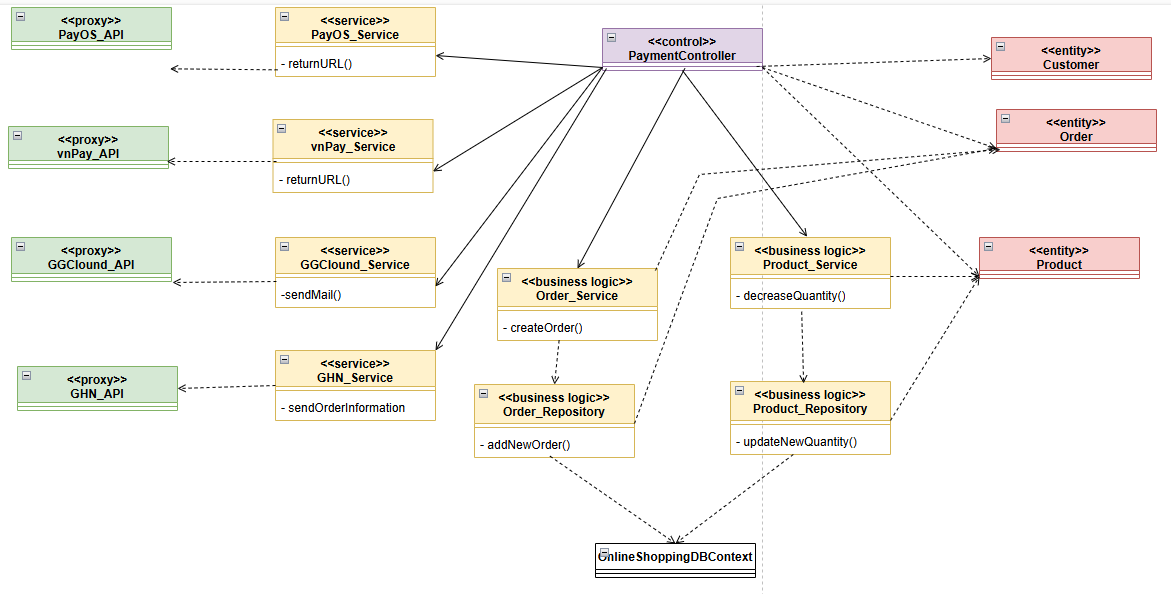 <<proxy>>
PayOS_API
<<service>>
PayOS_Service
- returnURL()
<<control>>
PaymentController
<<entity>>
Customer
<<entity>>
Order
<<proxy>>
vnPay_API
<<service>>
vnPay_Service
- returnURL()
<<proxy>>
GGClound_API
<<service>>
GGClound_Service
-sendMail()
<<business logic>>
Order_Service
- createOrder()
<<business logic>>
Product_Service
- decreaseQuantity()
<<entity>>
Product
<<proxy>>
GHN_API
<<service>>
GHN_Service
- sendOrderInformation
<<business logic>>
Order_Repository
- addNewOrder()
<<business logic>>
Product_Repository
- updateNewQuantity()
OnlineShoppingDBContext